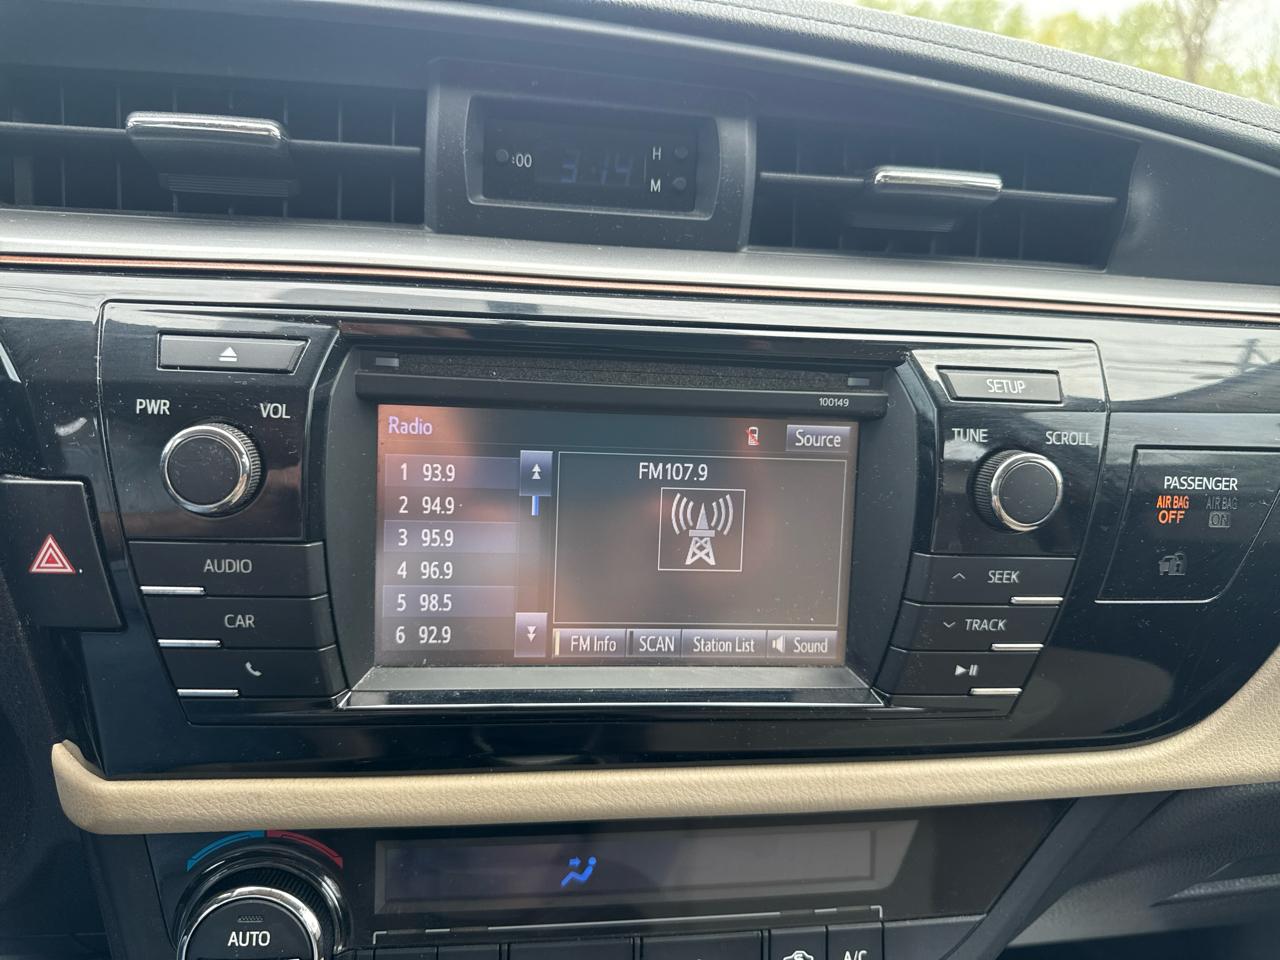 :00
3:14
H
M
PWR
VOL
AUDIO
CAR
100149
Radio
Source
1 93.9
2 94.9
3 95.9
4 96.9
5 98.5
6 92.9
FM107.9
FM Info
SCAN
Station List
Sound
SETUP
TUNE
SCROLL
SEEK
TRACK
PASSENGER
AIR BAG
OFF
AIR BAG
ON
AUTO
A/C